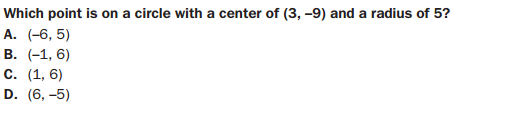 Which point is on a circle with a center of (3, –9) and a radius of 5?
A. (–6, 5)
B. (–1, 6)
C. (1, 6)
D. (6, –5)